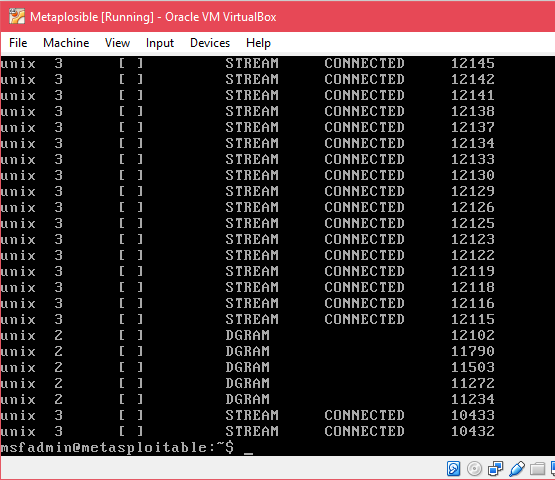 Metaplosible [Running] - Oracle VM VirtualBox
File Machine View Input Devices Help
unix 3 [ ] STREAM CONNECTED 12145
unix 3 [ ] STREAM CONNECTED 12142
unix 3 [ ] STREAM CONNECTED 12141
unix 3 [ ] STREAM CONNECTED 12138
unix 3 [ ] STREAM CONNECTED 12137
unix 3 [ ] STREAM CONNECTED 12134
unix 3 [ ] STREAM CONNECTED 12133
unix 3 [ ] STREAM CONNECTED 12130
unix 3 [ ] STREAM CONNECTED 12129
unix 3 [ ] STREAM CONNECTED 12126
unix 3 [ ] STREAM CONNECTED 12125
unix 3 [ ] STREAM CONNECTED 12123
unix 3 [ ] STREAM CONNECTED 12122
unix 3 [ ] STREAM CONNECTED 12119
unix 3 [ ] STREAM CONNECTED 12118
unix 3 [ ] STREAM CONNECTED 12116
unix 3 [ ] STREAM CONNECTED 12115
unix 2 [ ] DGRAM 12102
unix 2 [ ] DGRAM 11790
unix 2 [ ] DGRAM 11503
unix 2 [ ] DGRAM 11272
unix 2 [ ] DGRAM 11234
unix 3 [ ] STREAM CONNECTED 10433
unix 3 [ ] STREAM CONNECTED 10432
msfadmin@metasploitable:~$ _